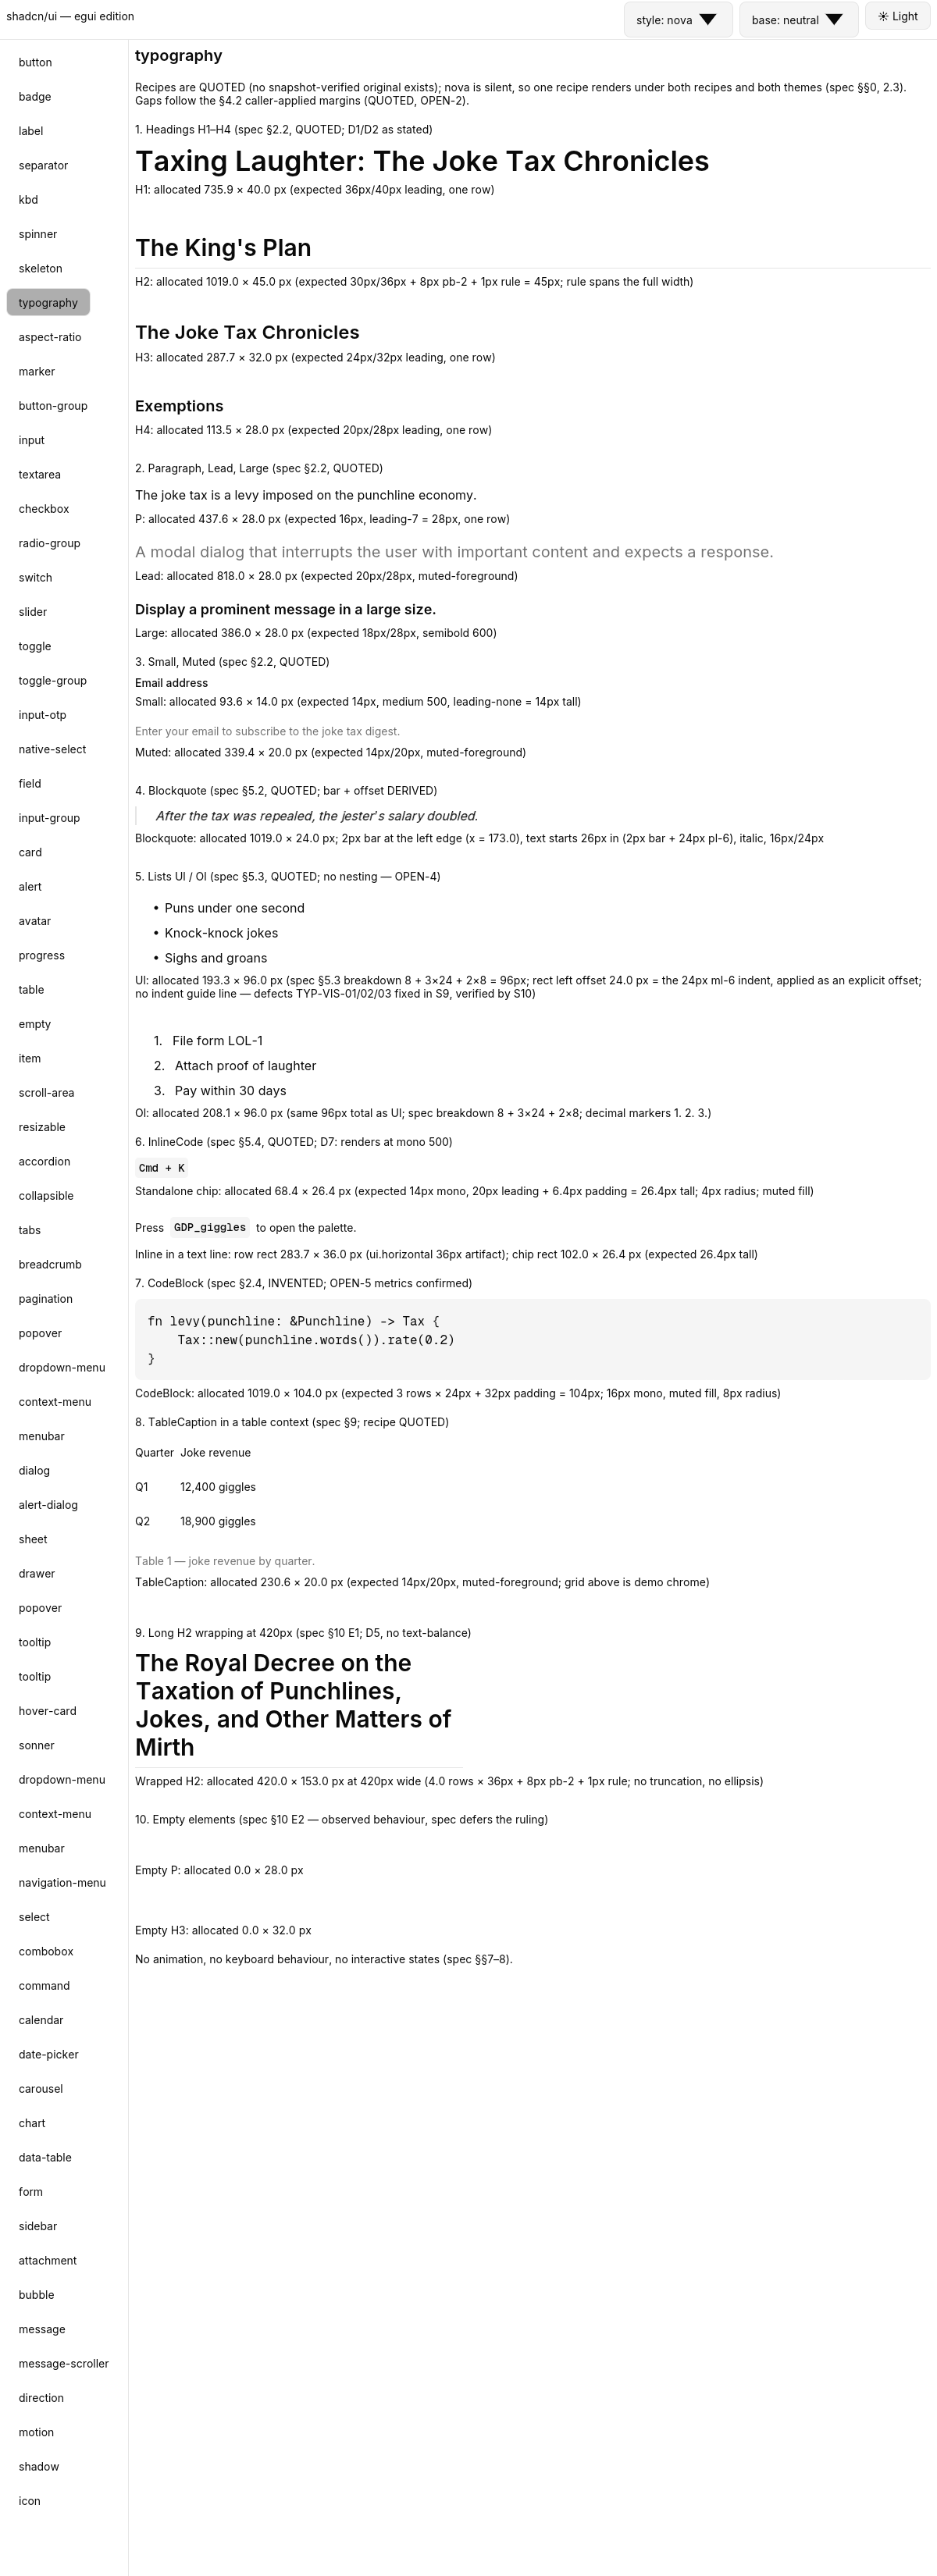 shadcn/ui — egui edition
style: nova
base: neutral
☀ Light
button
badge
label
separator
kbd
spinner
skeleton
typography
aspect-ratio
marker
button-group
input
textarea
checkbox
radio-group
switch
slider
toggle
toggle-group
input-otp
native-select
field
input-group
card
alert
avatar
progress
table
empty
item
scroll-area
resizable
accordion
collapsible
tabs
breadcrumb
pagination
popover
dropdown-menu
context-menu
menubar
dialog
alert-dialog
sheet
drawer
popover
tooltip
tooltip
hover-card
sonner
dropdown-menu
context-menu
menubar
navigation-menu
select
combobox
command
calendar
date-picker
carousel
chart
data-table
form
sidebar
attachment
bubble
message
message-scroller
direction
motion
shadow
icon
typography
Recipes are QUOTED (no snapshot-verified original exists); nova is silent, so one recipe renders under both recipes and both themes (spec §§0, 2.3).
Gaps follow the §4.2 caller-applied margins (QUOTED, OPEN-2).
1. Headings H1–H4 (spec §2.2, QUOTED; D1/D2 as stated)
Taxing Laughter: The Joke Tax Chronicles
H1: allocated 735.9 × 40.0 px (expected 36px/40px leading, one row)
The King's Plan
H2: allocated 1019.0 × 45.0 px (expected 30px/36px + 8px pb-2 + 1px rule = 45px; rule spans the full width)
The Joke Tax Chronicles
H3: allocated 287.7 × 32.0 px (expected 24px/32px leading, one row)
Exemptions
H4: allocated 113.5 × 28.0 px (expected 20px/28px leading, one row)
2. Paragraph, Lead, Large (spec §2.2, QUOTED)
The joke tax is a levy imposed on the punchline economy.
P: allocated 437.6 × 28.0 px (expected 16px, leading-7 = 28px, one row)
A modal dialog that interrupts the user with important content and expects a response.
Lead: allocated 818.0 × 28.0 px (expected 20px/28px, muted-foreground)
Display a prominent message in a large size.
Large: allocated 386.0 × 28.0 px (expected 18px/28px, semibold 600)
3. Small, Muted (spec §2.2, QUOTED)
Email address
Small: allocated 93.6 × 14.0 px (expected 14px, medium 500, leading-none = 14px tall)
Enter your email to subscribe to the joke tax digest.
Muted: allocated 339.4 × 20.0 px (expected 14px/20px, muted-foreground)
4. Blockquote (spec §5.2, QUOTED; bar + offset DERIVED)
After the tax was repealed, the jester's salary doubled.
Blockquote: allocated 1019.0 × 24.0 px; 2px bar at the left edge (x = 173.0), text starts 26px in (2px bar + 24px pl-6), italic, 16px/24px
5. Lists Ul / Ol (spec §5.3, QUOTED; no nesting — OPEN-4)
• Puns under one second
• Knock-knock jokes
• Sighs and groans
Ul: allocated 193.3 × 96.0 px (spec §5.3 breakdown 8 + 3×24 + 2×8 = 96px; rect left offset 24.0 px = the 24px ml-6 indent, applied as an explicit offset;
no indent guide line — defects TYP-VIS-01/02/03 fixed in S9, verified by S10)
1. File form LOL-1
2. Attach proof of laughter
3. Pay within 30 days
Ol: allocated 208.1 × 96.0 px (same 96px total as Ul; spec breakdown 8 + 3×24 + 2×8; decimal markers 1. 2. 3.)
6. InlineCode (spec §5.4, QUOTED; D7: renders at mono 500)
Cmd + K
Standalone chip: allocated 68.4 × 26.4 px (expected 14px mono, 20px leading + 6.4px padding = 26.4px tall; 4px radius; muted fill)
Press GDP_giggles to open the palette.
Inline in a text line: row rect 283.7 × 36.0 px (ui.horizontal 36px artifact); chip rect 102.0 × 26.4 px (expected 26.4px tall)
7. CodeBlock (spec §2.4, INVENTED; OPEN-5 metrics confirmed)
fn levy(punchline: &Punchline) -> Tax {
    Tax::new(punchline.words()).rate(0.2)
}
CodeBlock: allocated 1019.0 × 104.0 px (expected 3 rows × 24px + 32px padding = 104px; 16px mono, muted fill, 8px radius)
8. TableCaption in a table context (spec §9; recipe QUOTED)
Quarter Joke revenue
Q1 12,400 giggles
Q2 18,900 giggles
Table 1 — joke revenue by quarter.
TableCaption: allocated 230.6 × 20.0 px (expected 14px/20px, muted-foreground; grid above is demo chrome)
9. Long H2 wrapping at 420px (spec §10 E1; D5, no text-balance)
The Royal Decree on the
Taxation of Punchlines,
Jokes, and Other Matters of
Mirth
Wrapped H2: allocated 420.0 × 153.0 px at 420px wide (4.0 rows × 36px + 8px pb-2 + 1px rule; no truncation, no ellipsis)
10. Empty elements (spec §10 E2 — observed behaviour, spec defers the ruling)
Empty P: allocated 0.0 × 28.0 px
Empty H3: allocated 0.0 × 32.0 px
No animation, no keyboard behaviour, no interactive states (spec §§7–8).